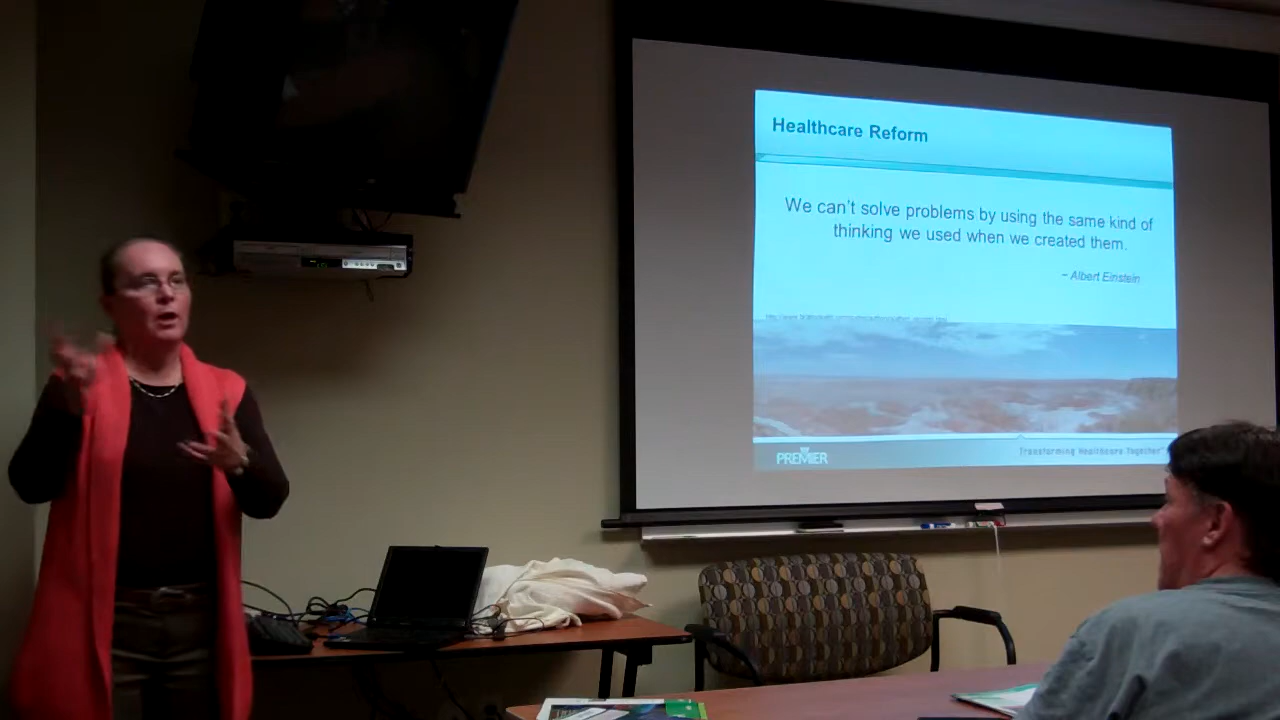 Healthcare Reform
We can't solve problems by using the same kind of
thinking we used when we created them.
– Albert Einstein
PREMIER
Transforming Healthcare Together